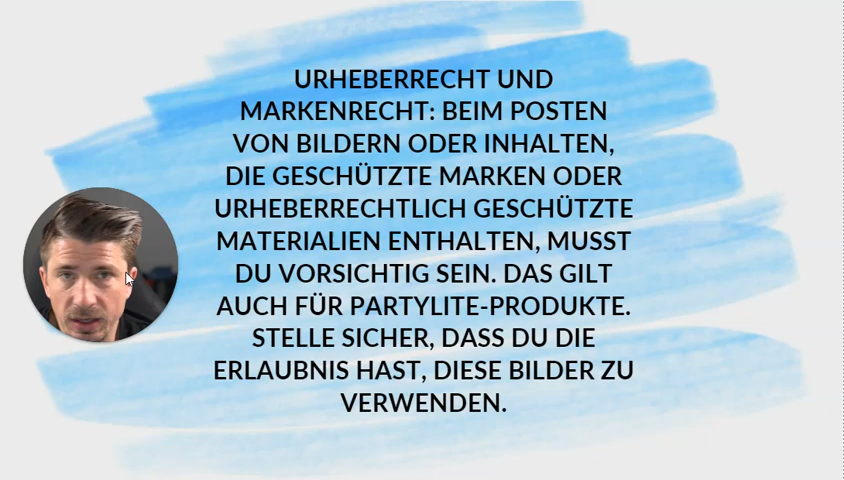 URHEBERRECHT UND
MARKENRECHT: BEIM POSTEN
VON BILDERN ODER INHALTEN,
DIE GESCHÜTZTE MARKEN ODER
URHEBERRECHTLICH GESCHÜTZTE
MATERIALIEN ENTHALTEN, MUSST
DU VORSICHTIG SEIN. DAS GILT
AUCH FÜR PARTYLITE-PRODUKTE.
STELLE SICHER, DASS DU DIE
ERLAUBNIS HAST, DIESE BILDER ZU
VERWENDEN.